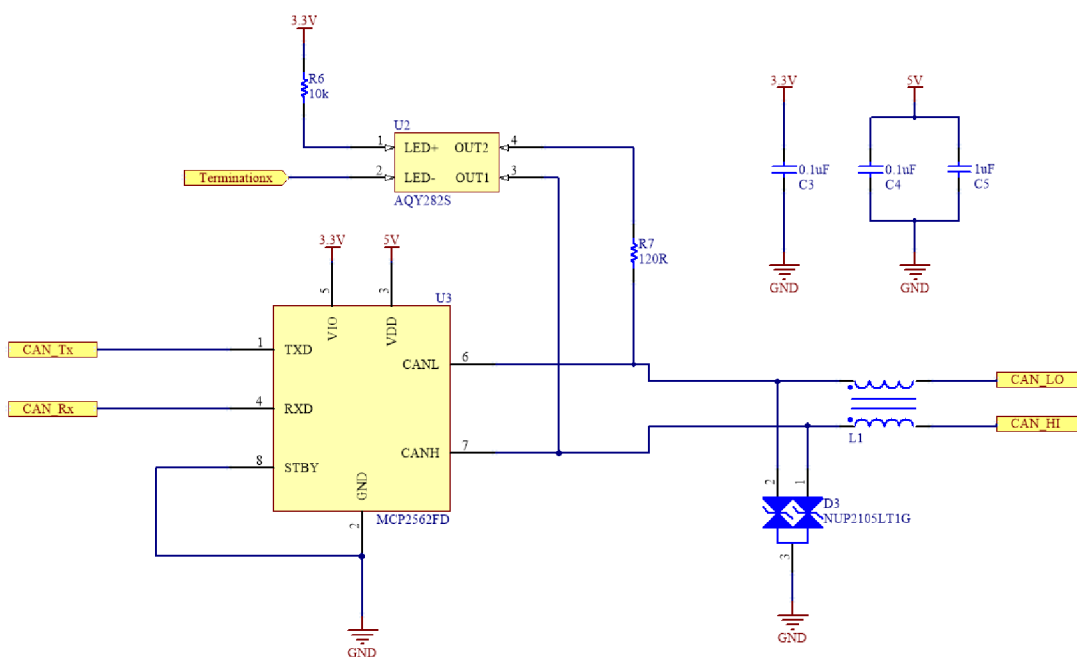 3.3V
R6
10k
U2
1
LED+
OUT2
4
2
LED-
OUT1
3
AQY282S
Terminationx
R7
120R
3.3V
0.1uF
C3
GND
5V
0.1uF
C4
1uF
C5
GND
3.3V
5V
5
3
U3
VIO
VDD
CAN_Tx
1
TXD
CANL
6
CAN_Rx
4
RXD
CANH
7
8
STBY
GND
2
MCP2562FD
GND
CAN_LO
CAN_HI
L1
2
1
D3
NUP2105LT1G
3
GND